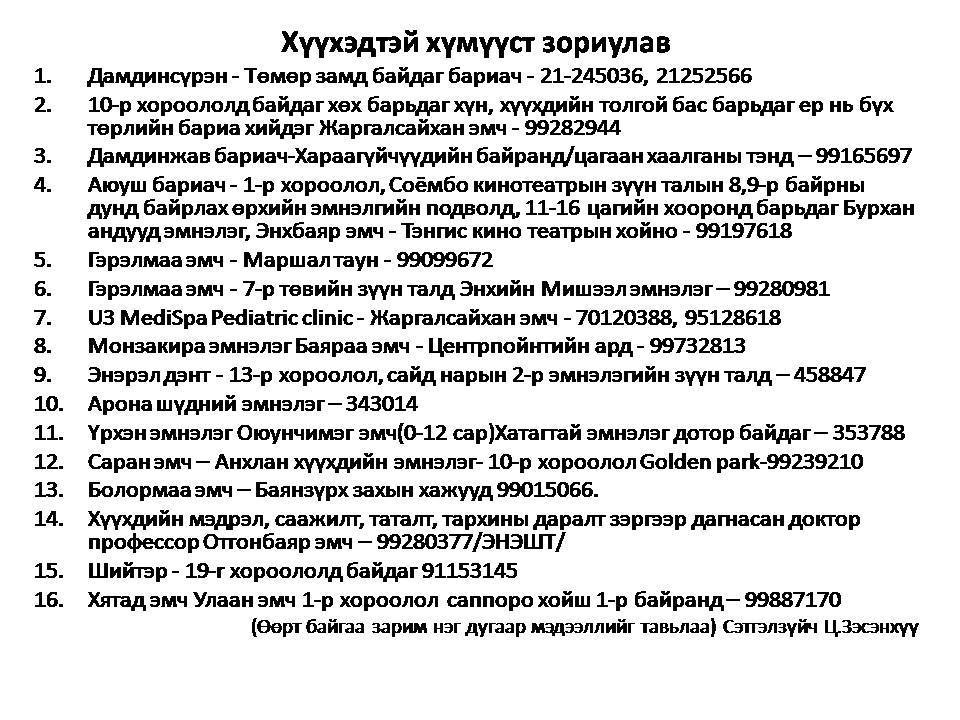 Хүүхэдтэй хүмүүст зориулав
1. Дамдинсүрэн - Төмөр замд байдаг бариач - 21-245036, 21252566
2. 10-р хороололд байдаг хөх барьдаг хүн, хүүхдийн толгой бас барьдаг ер нь бүх
төрлийн бариа хийдэг Жаргалсайхан эмч - 99282944
3. Дамдинжав бариач-Хараагүйчүүдийн байранд/цагаан хаалганы тэнд – 99165697
4. Аюуш бариач - 1-р хороолол, Соёмбо кинотеатрын зүүн талын 8,9-р байрны
дунд байрлах өрхийн эмнэлгийн подволд, 11-16 цагийн хооронд барьдаг Бурхан
андууд эмнэлэг, Энхбаяр эмч - Тэнгис кино театрын хойно - 99197618
5. Гэрэлмаа эмч - Маршал таун - 99099672
6. Гэрэлмаа эмч - 7-р төвийн зүүн талд Энхийн Мишээл эмнэлэг – 99280981
7. U3 MediSpa Pediatric clinic - Жаргалсайхан эмч - 70120388, 95128618
8. Монзакира эмнэлэг Баяраа эмч - Центрпойнтийн ард - 99732813
9. Энэрэл дэнт - 13-р хороолол, сайд нарын 2-р эмнэлэгийн зүүн талд – 458847
10. Арона шүдний эмнэлэг – 343014
11. Үрхэн эмнэлэг Оюунчимэг эмч(0-12 сар)Хатагтай эмнэлэг дотор байдаг – 353788
12. Саран эмч – Анхлан хүүхдийн эмнэлэг- 10-р хороолол Golden park-99239210
13. Болормаа эмч – Баянзүрх захын хажууд 99015066.
14. Хүүхдийн мэдрэл, саажилт, таталт, тархины даралт зэргээр дагнасан доктор
профессор Отгонбаяр эмч – 99280377/ЭНЭШТ/
15. Шийтэр - 19-г хороололд байдаг 91153145
16. Хятад эмч Улаан эмч 1-р хороолол саппоро хойш 1-р байранд – 99887170
(Өөрт байгаа зарим нэг дугаар мэдээллийг тавьлаа) Сэтгэлзүйч Ц.Зэсэнхүү